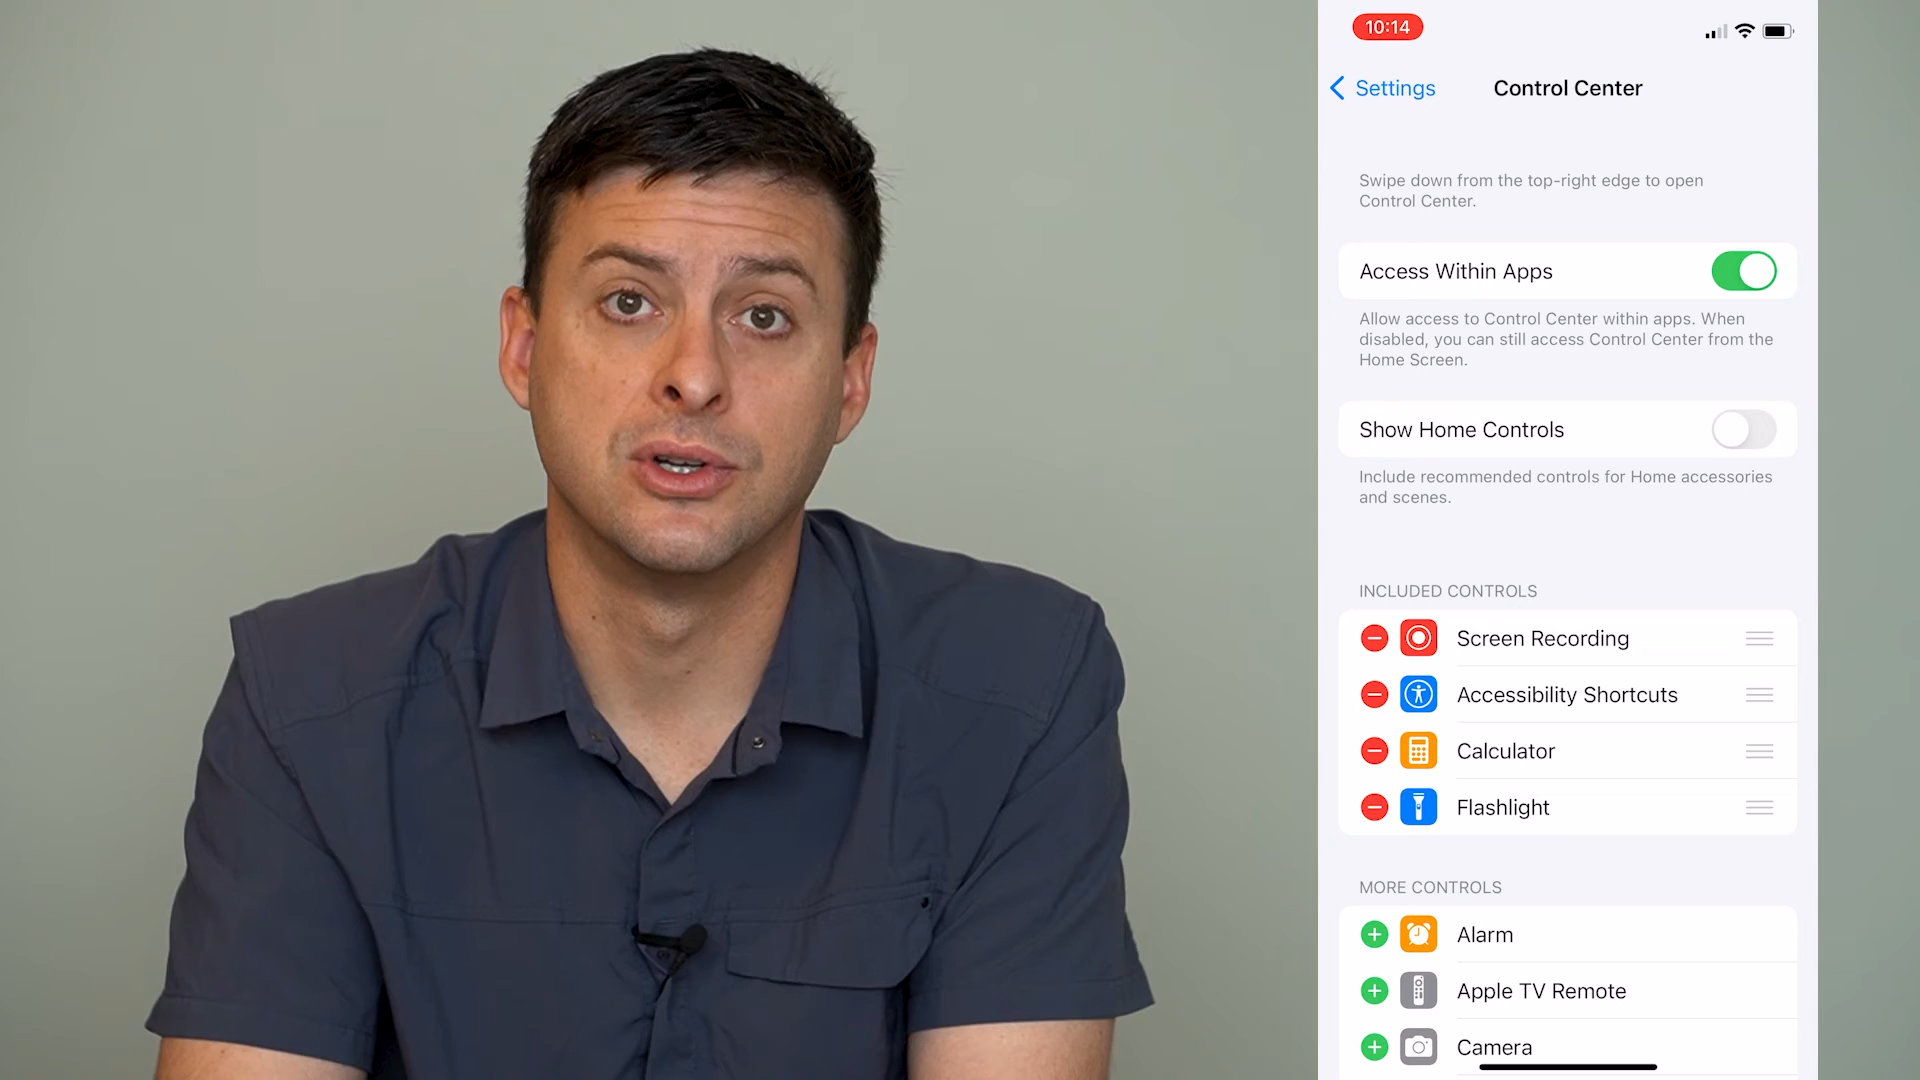 10:14
Settings
Control Center
Swipe down from the top-right edge to open
Control Center.
Access Within Apps
Allow access to Control Center within apps. When
disabled, you can still access Control Center from the
Home Screen.
Show Home Controls
Include recommended controls for Home accessories
and scenes.
INCLUDED CONTROLS
Screen Recording
Accessibility Shortcuts
Calculator
Flashlight
MORE CONTROLS
Alarm
Apple TV Remote
Camera